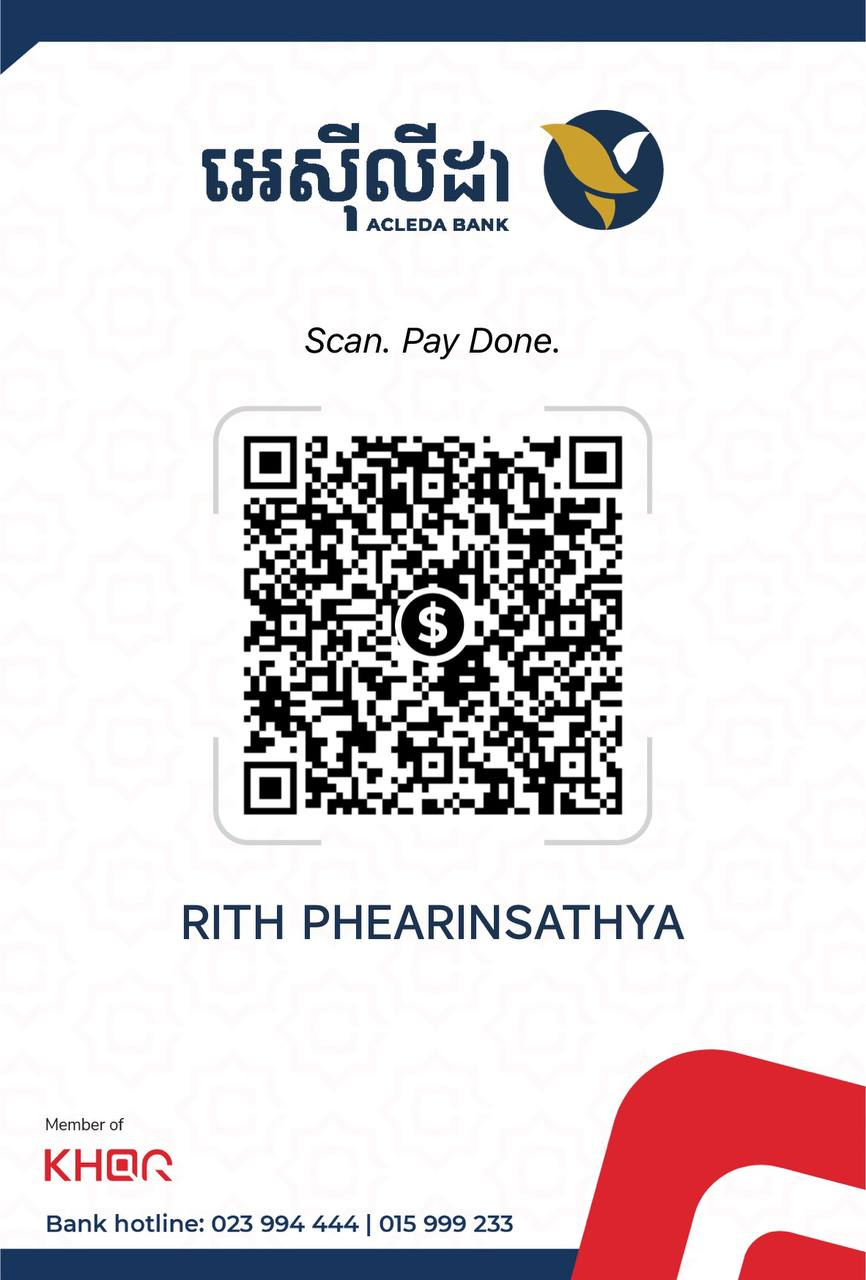 អេស៊ីលីដា
ACLEDA BANK
Scan. Pay Done.
$
RITH PHEARINSATHYA
Member of
KHQR
Bank hotline: 023 994 444 | 015 999 233